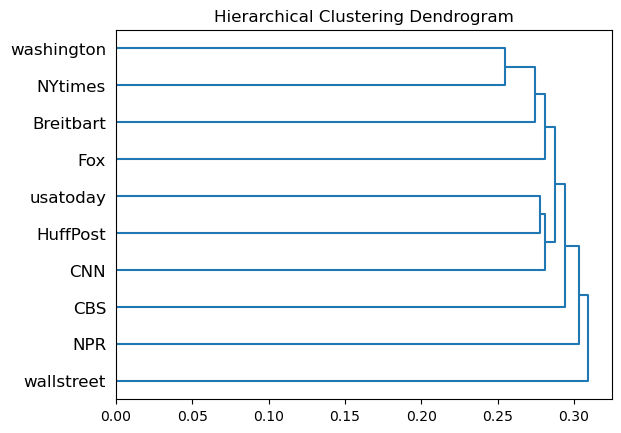 Hierarchical Clustering Dendrogram
washington
NYtimes
Breitbart
Fox
usatoday
HuffPost
CNN
CBS
NPR
wallstreet
0.00 0.05 0.10 0.15 0.20 0.25 0.30